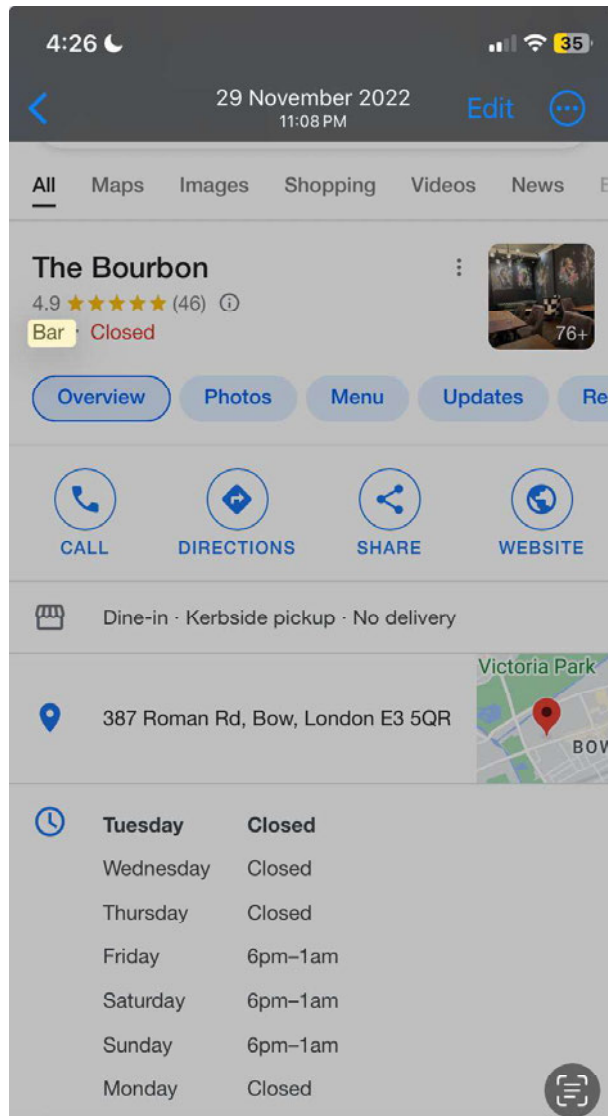 4:26
35
29 November 2022
11:08 PM
Edit
All Maps Images Shopping Videos News
The Bourbon
4.9 ★★★★★ (46)
Bar · Closed
76+
Overview Photos Menu Updates Re
CALL DIRECTIONS SHARE WEBSITE
Dine-in · Kerbside pickup · No delivery
Victoria Park
387 Roman Rd, Bow, London E3 5QR
BOW
Tuesday Closed
Wednesday Closed
Thursday Closed
Friday 6pm–1am
Saturday 6pm–1am
Sunday 6pm–1am
Monday Closed